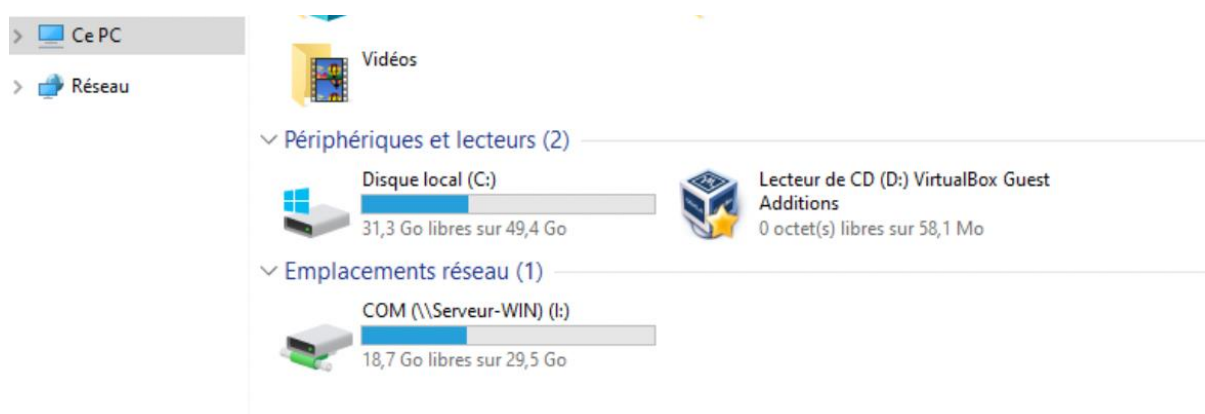 Ce PC
Réseau
Vidéos
Périphériques et lecteurs (2)
Disque local (C:)
31,3 Go libres sur 49,4 Go
Lecteur de CD (D:) VirtualBox Guest
Additions
0 octet(s) libres sur 58,1 Mo
Emplacements réseau (1)
COM (\\Serveur-WIN) (I:)
18,7 Go libres sur 29,5 Go